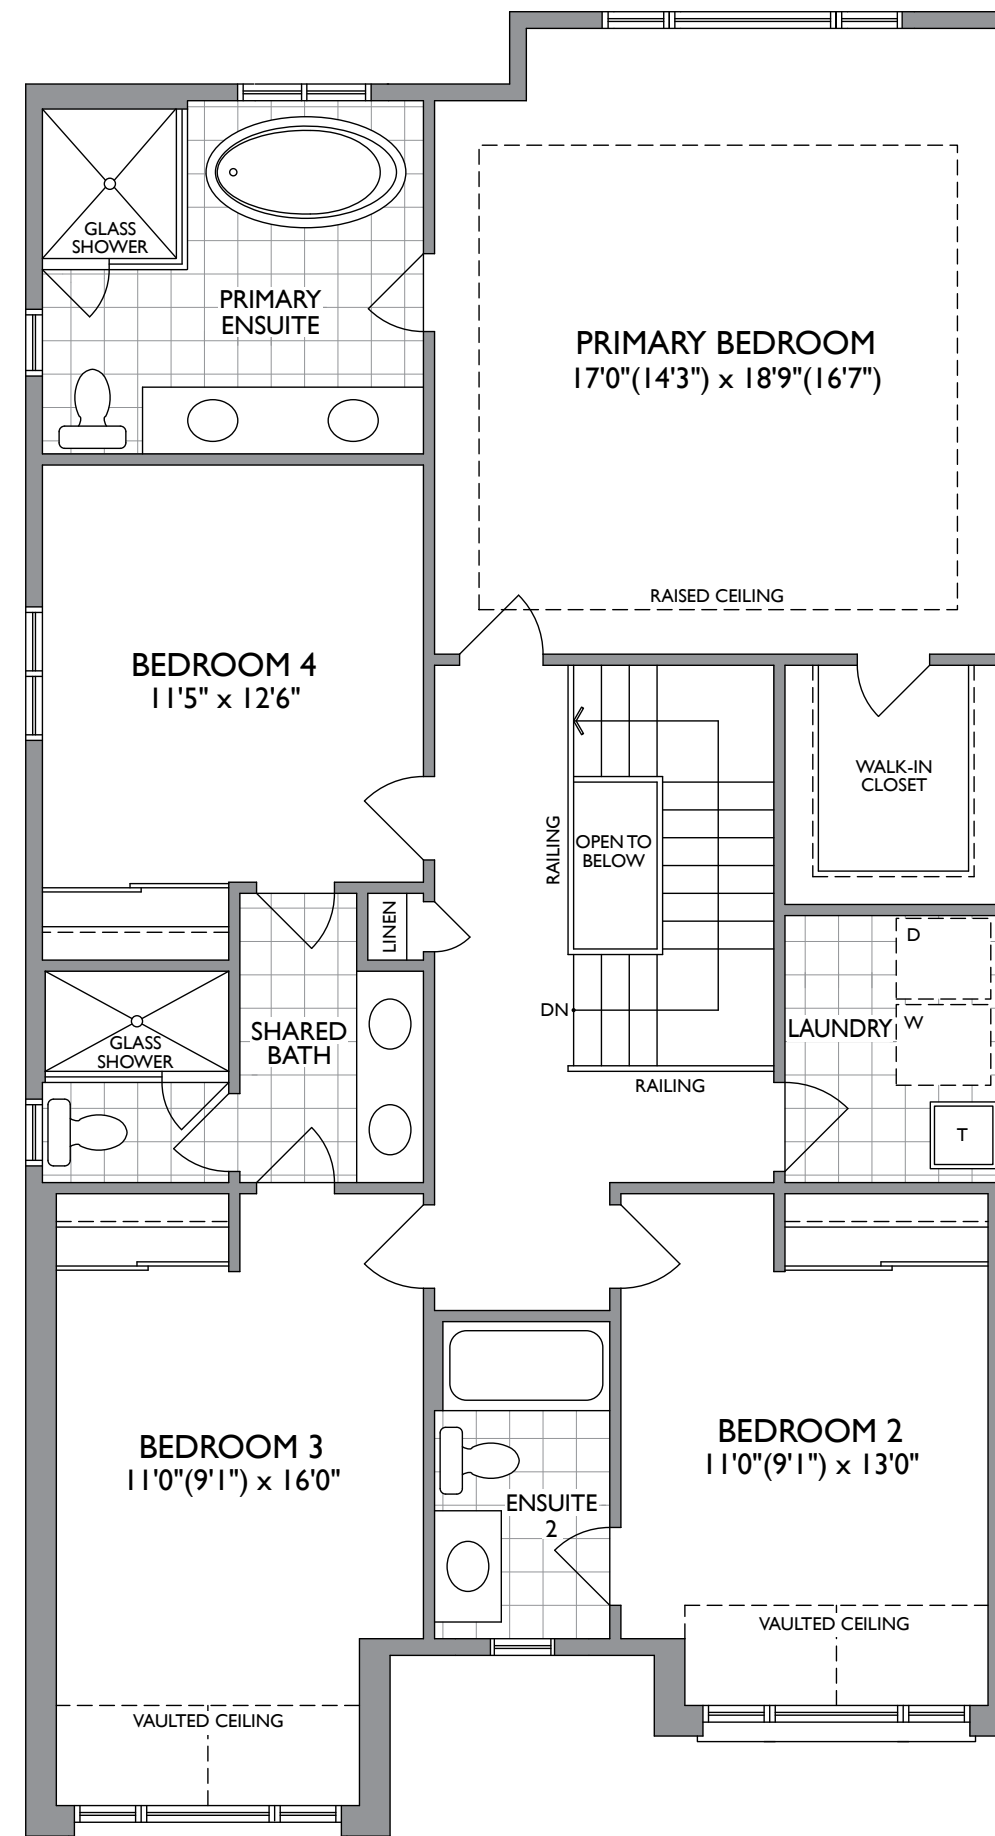 GLASS
SHOWER
PRIMARY
ENSUITE
PRIMARY BEDROOM
17'0"(14'3") x 18'9"(16'7")
RAISED CEILING
BEDROOM 4
11'5" x 12'6"
WALK-IN
CLOSET
RAILING
OPEN TO
BELOW
LINEN
D
DN
W
LAUNDRY
SHARED
BATH
GLASS
SHOWER
RAILING
T
BEDROOM 3
11'0"(9'1") x 16'0"
BEDROOM 2
11'0"(9'1") x 13'0"
ENSUITE
2
VAULTED CEILING
VAULTED CEILING